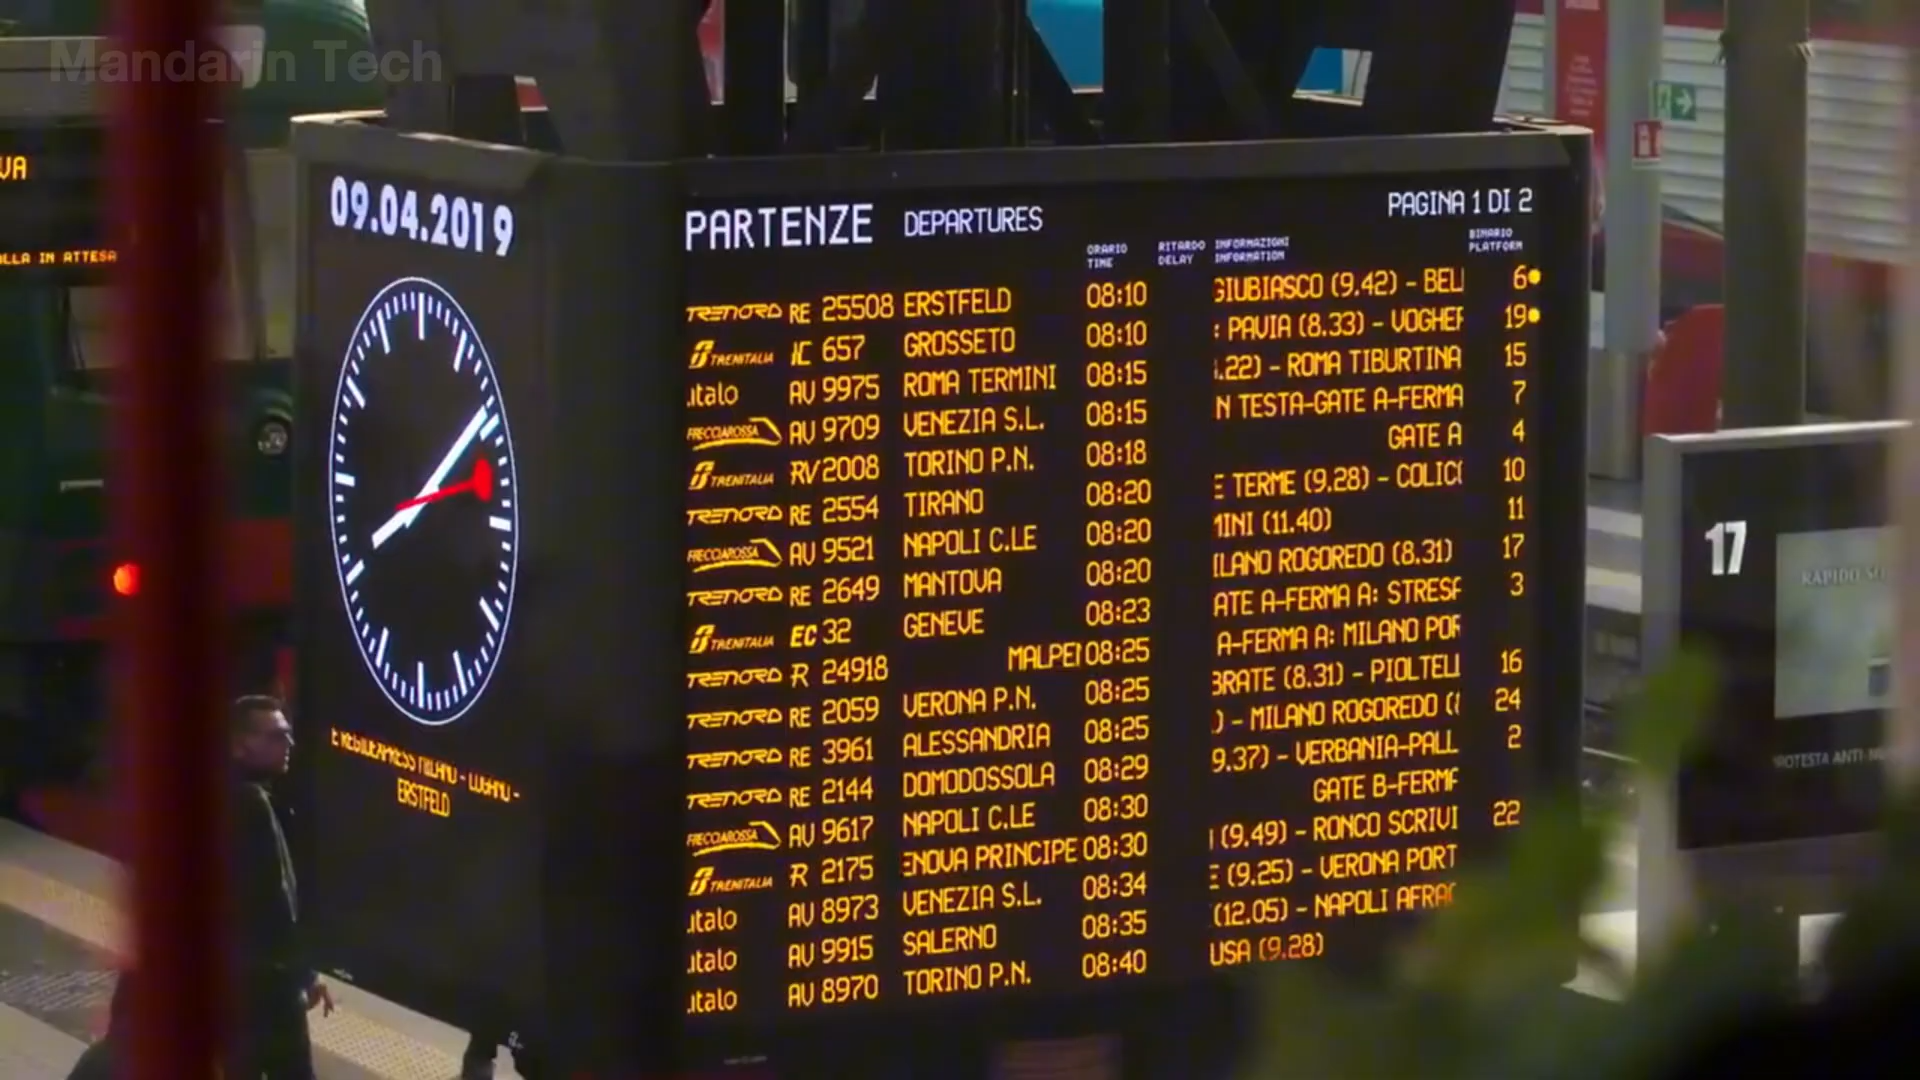 Mandarin Tech
VA
LLA IN ATTESA
09.04.2019
ERSTFELD
PARTENZE DEPARTURES PAGINA 1 DI 2
ORARIO TIME RITARDO DELAY INFORMAZIONI INFORMATION BINARIO PLATFORM
TRENORD RE 25508 ERSTFELD 08:10 GIUBIASCO (9.42) - BEL 6
TRENITALIA IC 657 GROSSETO 08:10 : PAVIA (8.33) - VOGHER 19
.italo AV 9975 ROMA TERMINI 08:15 .22) - ROMA TIBURTINA 15
FRECCIAROSSA AV 9709 VENEZIA S.L. 08:15 N TESTA-GATE A-FERMA 7
TRENITALIA RV 2008 TORINO P.N. 08:18 GATE A 4
TRENORD RE 2554 TIRANO 08:20 E TERME (9.28) - COLICO 10
FRECCIAROSSA AV 9521 NAPOLI C.LE 08:20 MINI (11.40) 11
TRENORD RE 2649 MANTOVA 08:20 ILANO ROGOREDO (8.31) 17
TRENITALIA EC 32 GENEVE 08:23 ATE A-FERMA A: STRESA 3
TRENORD R 24918 MALPE 08:25 A-FERMA A: MILANO POR
TRENORD RE 2059 VERONA P.N. 08:25 BRATE (8.31) - PIOLTELL 16
TRENORD RE 3961 ALESSANDRIA 08:25 ) - MILANO ROGOREDO ( 24
TRENORD RE 2144 DOMODOSSOLA 08:29 9.37) - VERBANIA-PALL 2
FRECCIAROSSA AV 9617 NAPOLI C.LE 08:30 GATE B-FERMA
TRENITALIA R 2175 ENOVA PRINCIPE 08:30 (9.49) - RONCO SCRIVI 22
.italo AV 8973 VENEZIA S.L. 08:34 E (9.25) - VERONA PORT
.italo AV 9915 SALERNO 08:35 (12.05) - NAPOLI AFRAG
.italo AV 8970 TORINO P.N. 08:40 USA (9.28)
17